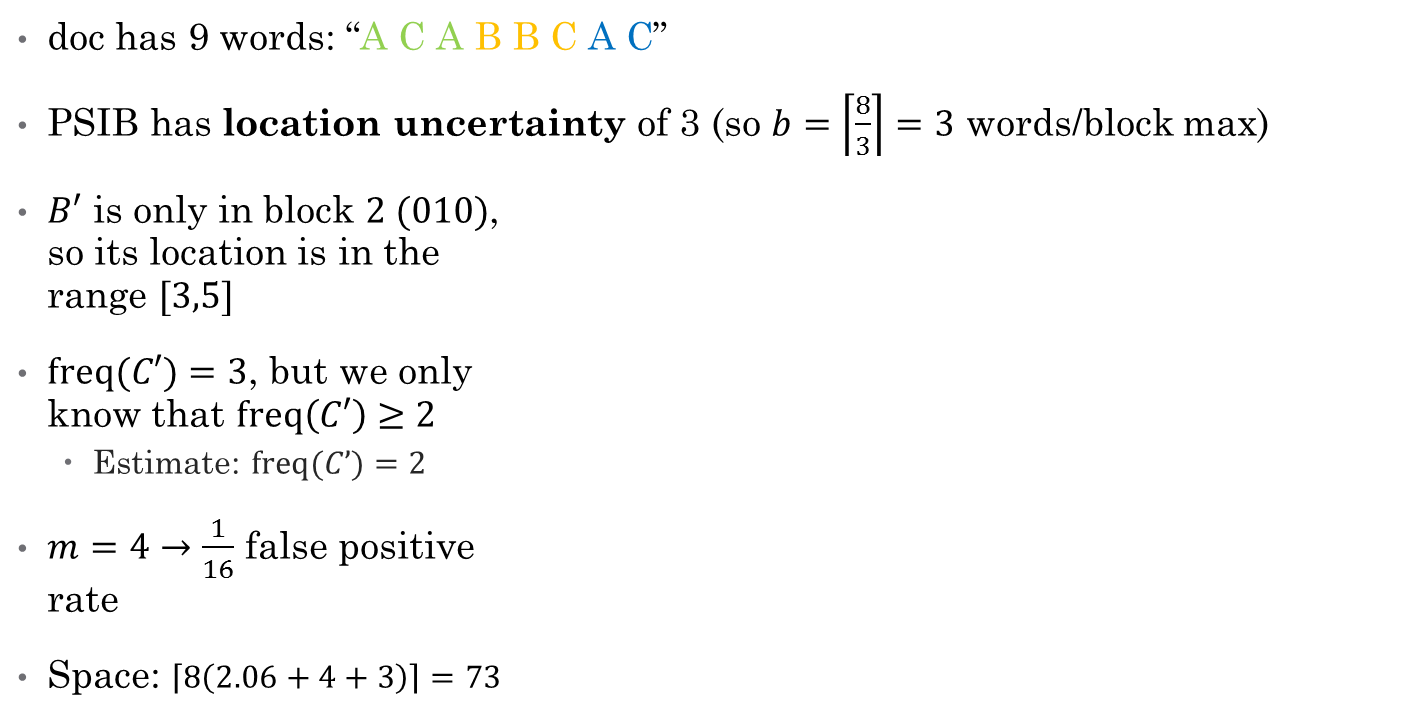 • doc has 9 words: “A C A B B C A C”
• PSIB has location uncertainty of 3 (so b = ⌈8/3⌉ = 3 words/block max)
• B′ is only in block 2 (010),
so its location is in the
range [3,5]
• freq(C′) = 3, but we only
know that freq(C′) ≥ 2
• Estimate: freq(C’) = 2
• m = 4 → 1/16 false positive
rate
• Space: ⌈8(2.06 + 4 + 3)⌉ = 73